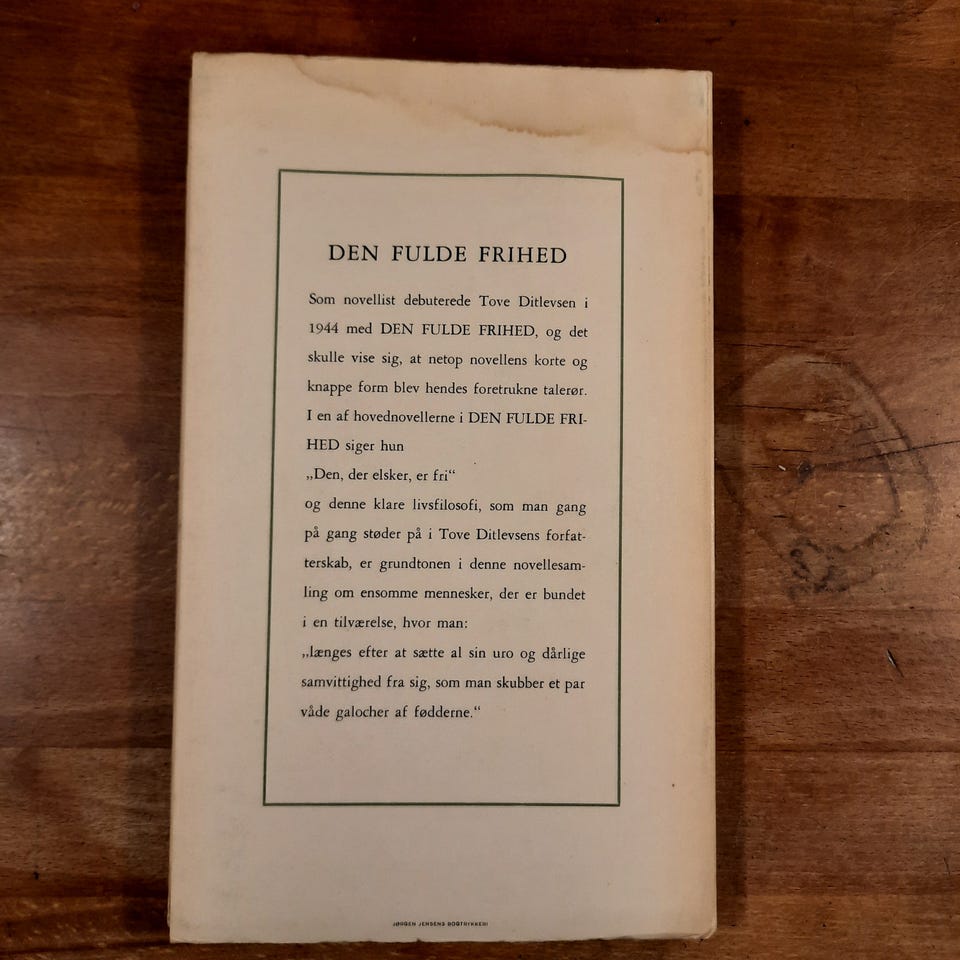 DEN FULDE FRIHED
Som novellist debuterede Tove Ditlevsen i
1944 med DEN FULDE FRIHED, og det
skulle vise sig, at netop novellens korte og
knappe form blev hendes foretrukne talerør.
I en af hovednovellerne i DEN FULDE FRI-
HED siger hun
„Den, der elsker, er fri“
og denne klare livsfilosofi, som man gang
på gang støder på i Tove Ditlevsens forfat-
terskab, er grundtonen i denne novellesam-
ling om ensomme mennesker, der er bundet
i en tilværelse, hvor man:
„længes efter at sætte al sin uro og dårlige
samvittighed fra sig, som man skubber et par
våde galocher af fødderne.“
JØRGEN JENSENS BOGTRYKKERI